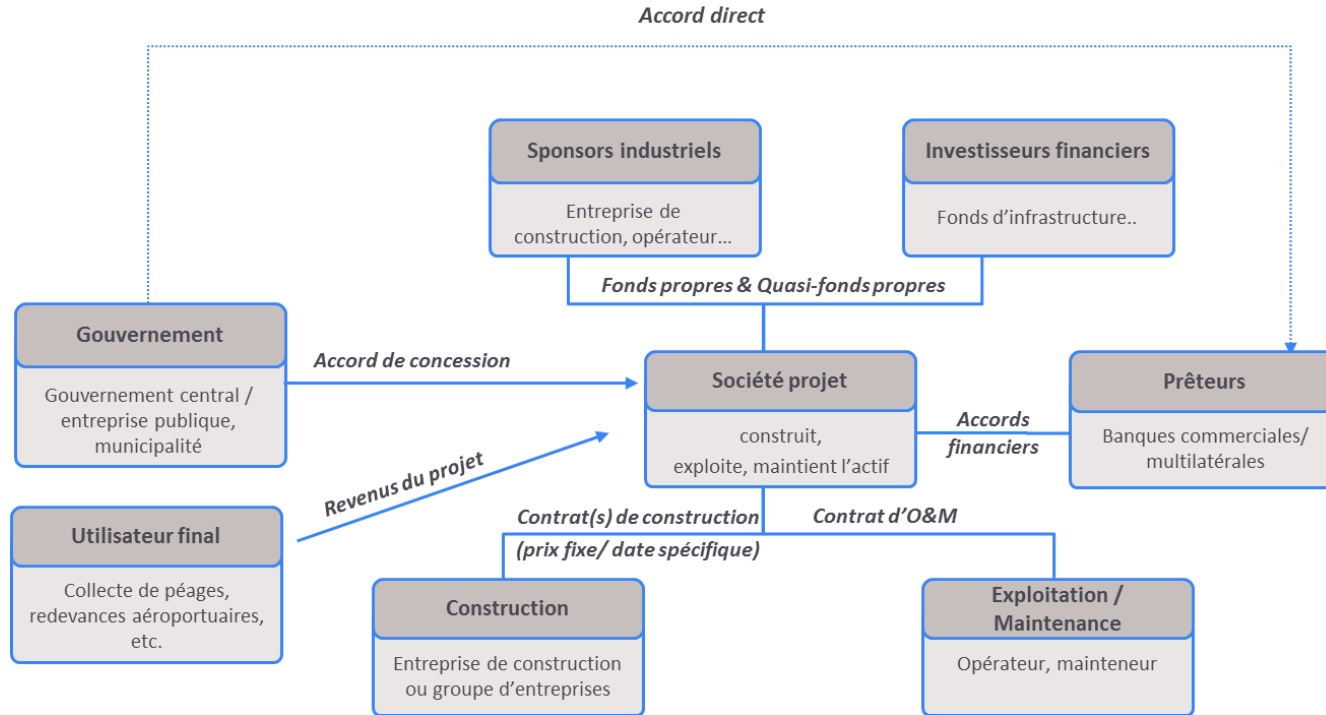 Accord direct
Sponsors industriels
Entreprise de
construction, opérateur...
Investisseurs financiers
Fonds d’infrastructure..
Fonds propres & Quasi-fonds propres
Gouvernement
Gouvernement central /
entreprise publique,
municipalité
Accord de concession
Société projet
construit,
exploite, maintient l’actif
Accords
financiers
Prêteurs
Banques commerciales/
multilatérales
Revenus du projet
Utilisateur final
Collecte de péages,
redevances aéroportuaires,
etc.
Contrat(s) de construction
(prix fixe/ date spécifique)
Contrat d’O&M
Construction
Entreprise de construction
ou groupe d’entreprises
Exploitation /
Maintenance
Opérateur, mainteneur